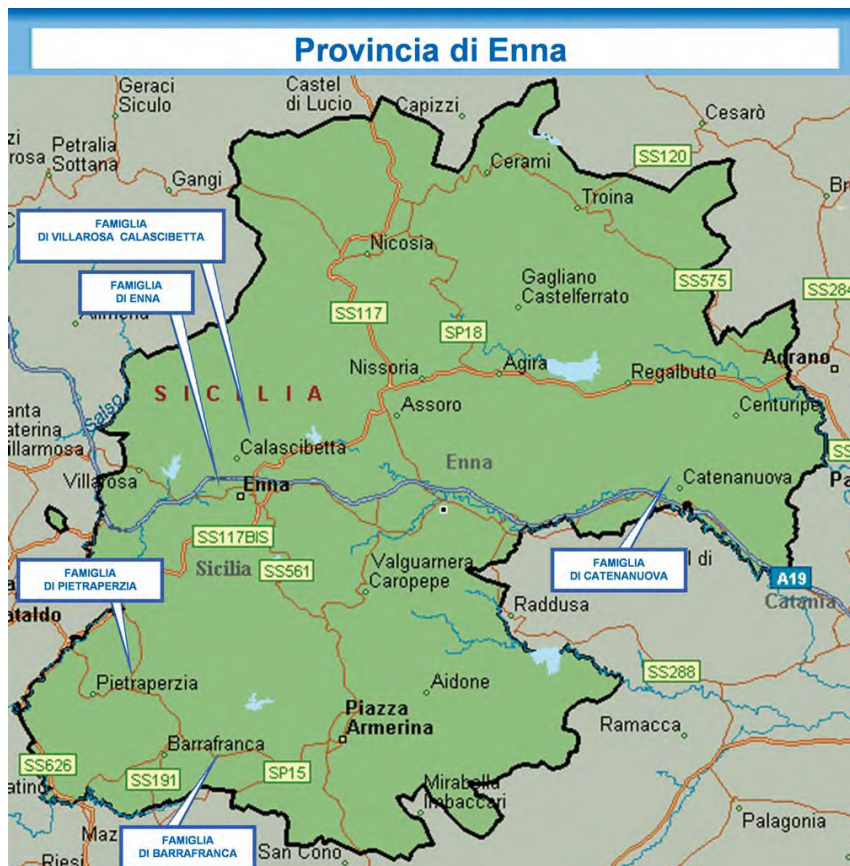 Provincia di Enna
Geraci
Siculo
Castel
di Lucio
Capizzi
Cesarò
Petralia
Sottana
Gangi
SS120
Cerami
Troina
FAMIGLIA
DI VILLAROSA CALASCIBETTA
Nicosia
FAMIGLIA
DI ENNA
Gagliano
Castelferrato
SS575
SS284
SS117
SP18
Nissoria
Agira
Regalbuto
Adrano
SICILIA
Salso
Assoro
Centuripe
Calascibetta
Villarosa
Enna
Catenanuova
Enna
SS117BIS
Sicilia
SS561
Valguarnera
Caropepe
FAMIGLIA
DI CATENANUOVA
di
A19
Catania
FAMIGLIA
DI PIETRAPERZIA
Raddusa
SS288
Pietraperzia
Aidone
Piazza
Armerina
Ramacca
Barrafranca
SS626
SS191
SP15
Mirabella
Imbaccari
FAMIGLIA
DI BARRAFRANCA
San Cono
Palagonia
Riesi